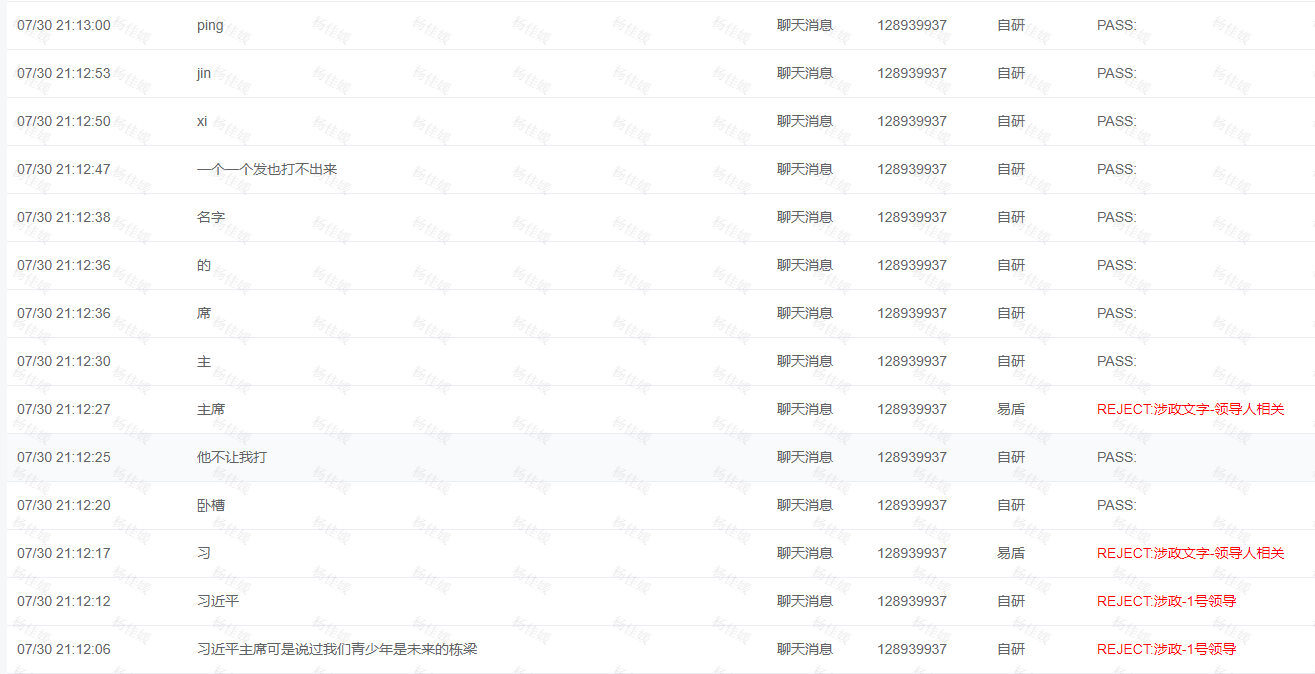 07/30 21:13:00 ping 聊天消息 128939937 自研 PASS:
07/30 21:12:53 jin 聊天消息 128939937 自研 PASS:
07/30 21:12:50 xi 聊天消息 128939937 自研 PASS:
07/30 21:12:47 一个一个发也打不出来 聊天消息 128939937 自研 PASS:
07/30 21:12:38 名字 聊天消息 128939937 自研 PASS:
07/30 21:12:36 的 聊天消息 128939937 自研 PASS:
07/30 21:12:36 席 聊天消息 128939937 自研 PASS:
07/30 21:12:30 主 聊天消息 128939937 自研 PASS:
07/30 21:12:27 主席 聊天消息 128939937 易盾 REJECT:涉政文字-领导人相关
07/30 21:12:25 他不让我打 聊天消息 128939937 自研 PASS:
07/30 21:12:20 卧槽 聊天消息 128939937 自研 PASS:
07/30 21:12:17 习 聊天消息 128939937 易盾 REJECT:涉政文字-领导人相关
07/30 21:12:12 习近平 聊天消息 128939937 自研 REJECT:涉政-1号领导
07/30 21:12:06 习近平主席可是说过我们青少年是未来的栋梁 聊天消息 128939937 自研 REJECT:涉政-1号领导
杨佳媛